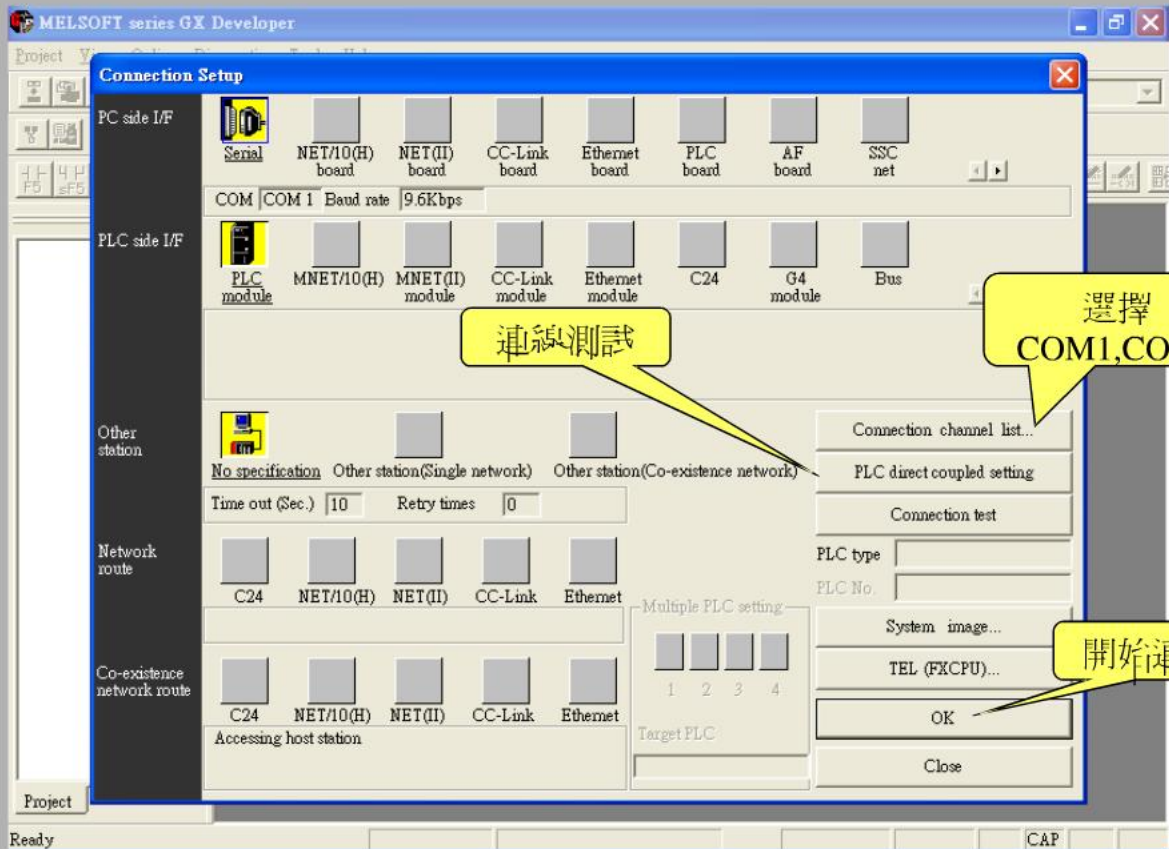 MELSOFT series GX Developer
Project
Connection Setup
PC side I/F
Serial
NET/10(H) board
NET(II) board
CC-Link board
Ethernet board
PLC board
AF board
SSC net
COM COM 1 Baud rate 9.6Kbps
PLC side I/F
PLC module
MNET/10(H)
MNET(II) module
CC-Link module
Ethernet module
C24
G4 module
Bus
連線測試
選擇
COM1,CO
Other station
No specification
Other station(Single network)
Other station(Co-existence network)
Time out (Sec.) 10 Retry times 0
Connection channel list...
PLC direct coupled setting
Connection test
PLC type
PLC No.
System image...
TEL (FXCPU)...
OK
Close
開始
Network route
C24
NET/10(H)
NET(II)
CC-Link
Ethernet
Multiple PLC setting
1 2 3 4
Target PLC
Co-existence network route
C24
NET/10(H)
NET(II)
CC-Link
Ethernet
Accessing host station
F5
sF5
Project
Ready
CAP